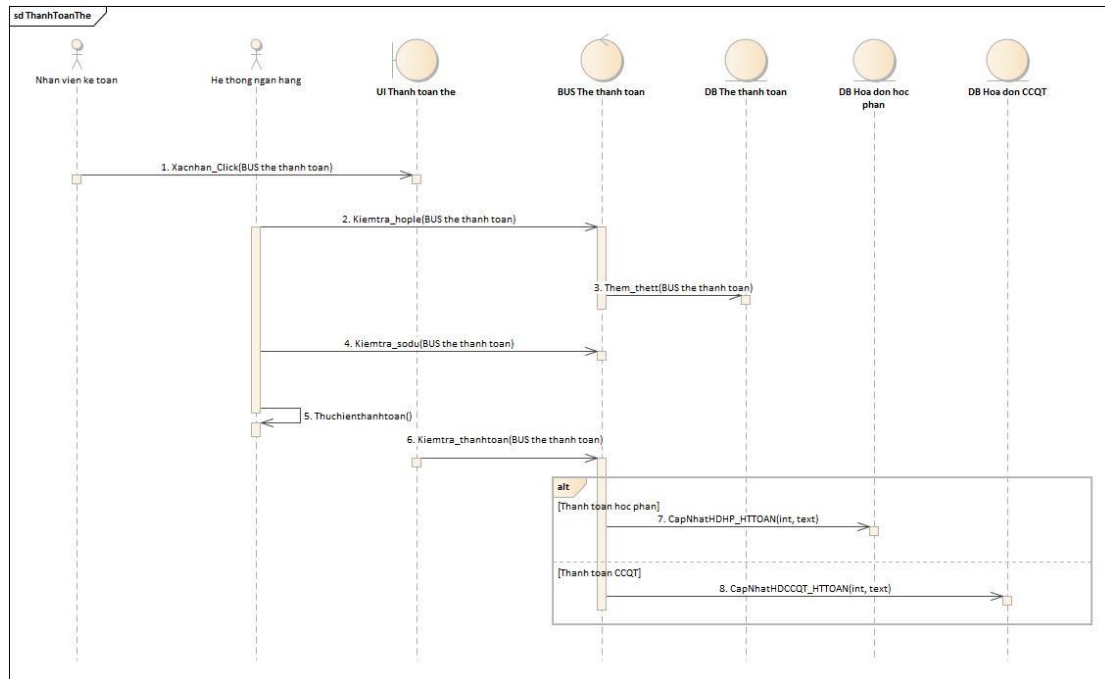 sd ThanhToanThe
Nhan vien ke toan
He thong ngan hang
UI Thanh toan the
BUS The thanh toan
DB The thanh toan
DB Hoa don hoc
phan
DB Hoa don CCQT
1. Xacnhan_Click(BUS the thanh toan)
2. Kiemtra_hople(BUS the thanh toan)
3. Them_thett(BUS the thanh toan)
4. Kiemtra_sodu(BUS the thanh toan)
5. Thuchienthanhtoan()
6. Kiemtra_thanhtoan(BUS the thanh toan)
alt
[Thanh toan hoc phan]
7. CapNhatHDHP_HTTOAN(int, text)
[Thanh toan CCQT]
8. CapNhatHDCCQT_HTTOAN(int, text)